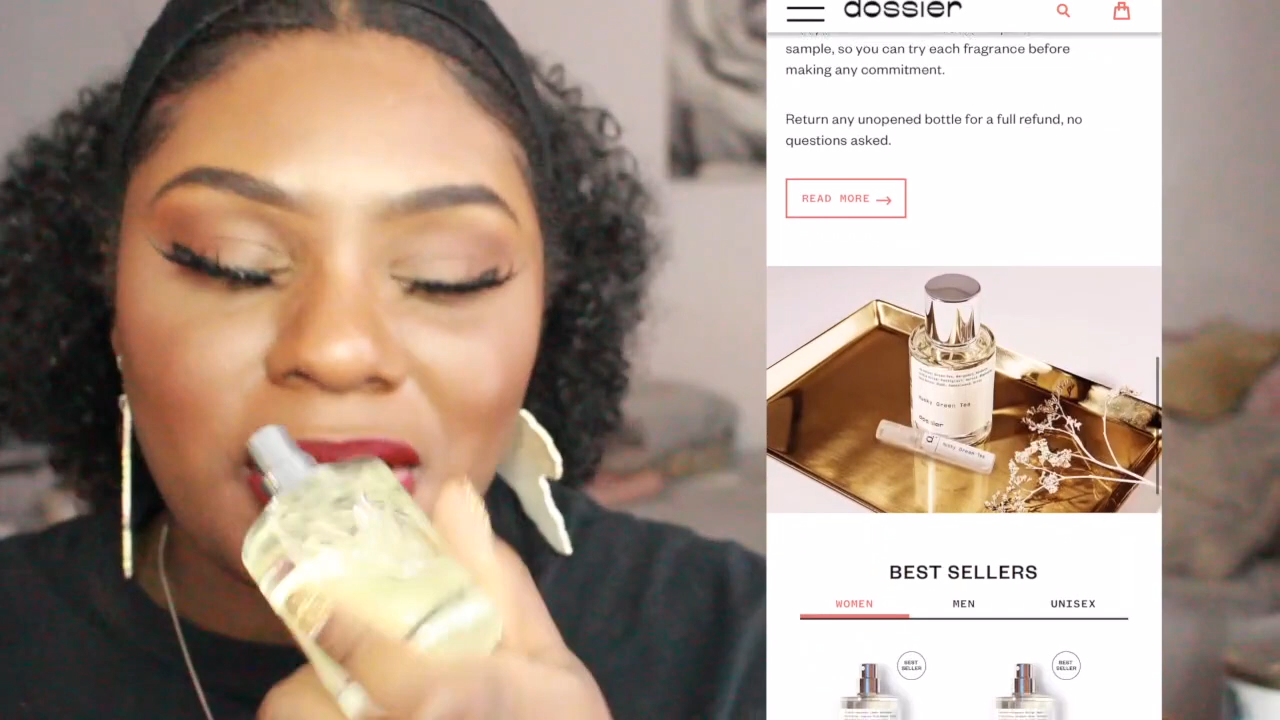 dossier
sample, so you can try each fragrance before
making any commitment.
Return any unopened bottle for a full refund, no
questions asked.
READ MORE
Green Tea
d
BEST SELLERS
WOMEN MEN UNISEX
BEST
SELLER
BEST
SELLER